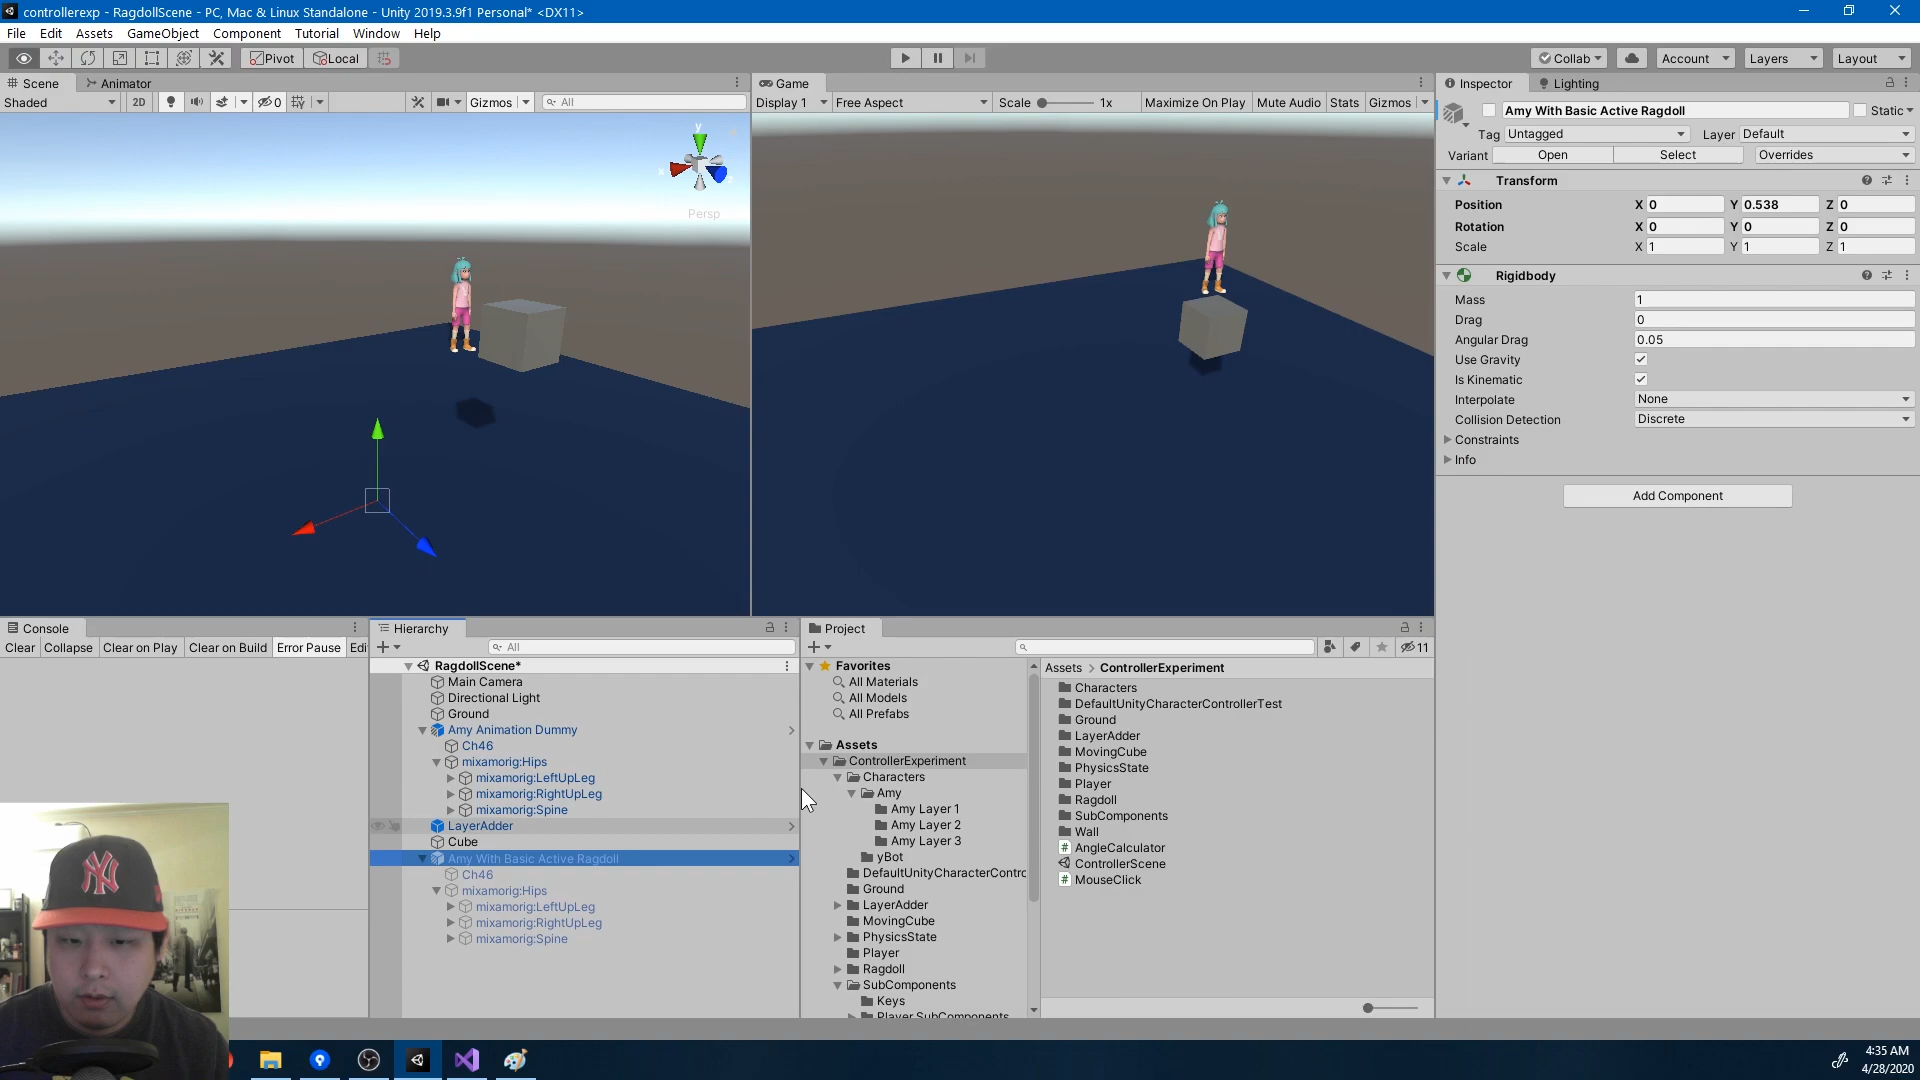 controllerexp - RagdollScene - PC, Mac & Linux Standalone - Unity 2019.3.9f1 Personal* <DX11>
File Edit Assets GameObject Component Tutorial Window Help
Pivot Local Collab Account Layers Layout
Scene Animator
Shaded 2D 0 Gizmos All
y
x
Persp
Game
Display 1 Free Aspect Scale 1x Maximize On Play Mute Audio Stats Gizmos
Inspector Lighting
Amy With Basic Active Ragdoll Static
Tag Untagged Layer Default
Variant Open Select Overrides
Transform
Position X 0 Y 0.538 Z 0
Rotation X 0 Y 0 Z 0
Scale X 1 Y 1 Z 1
Rigidbody
Mass 1
Drag 0
Angular Drag 0.05
Use Gravity
Is Kinematic
Interpolate None
Collision Detection Discrete
Constraints
Info
Add Component
Console
Clear Collapse Clear on Play Clear on Build Error Pause Edi
Hierarchy
All
RagdollScene*
Main Camera
Directional Light
Ground
Amy Animation Dummy
Ch46
mixamorig:Hips
mixamorig:LeftUpLeg
mixamorig:RightUpLeg
mixamorig:Spine
LayerAdder
Cube
Amy With Basic Active Ragdoll
Ch46
mixamorig:Hips
mixamorig:LeftUpLeg
mixamorig:RightUpLeg
mixamorig:Spine
Project
11
Favorites
All Materials
All Models
All Prefabs
Assets
ControllerExperiment
Characters
Amy
Amy Layer 1
Amy Layer 2
Amy Layer 3
yBot
DefaultUnityCharacterContro
Ground
LayerAdder
MovingCube
PhysicsState
Player
Ragdoll
SubComponents
Keys
Player SubComponents
Assets > ControllerExperiment
Characters
DefaultUnityCharacterControllerTest
Ground
LayerAdder
MovingCube
PhysicsState
Player
Ragdoll
SubComponents
Wall
AngleCalculator
ControllerScene
MouseClick
4:35 AM
4/28/2020